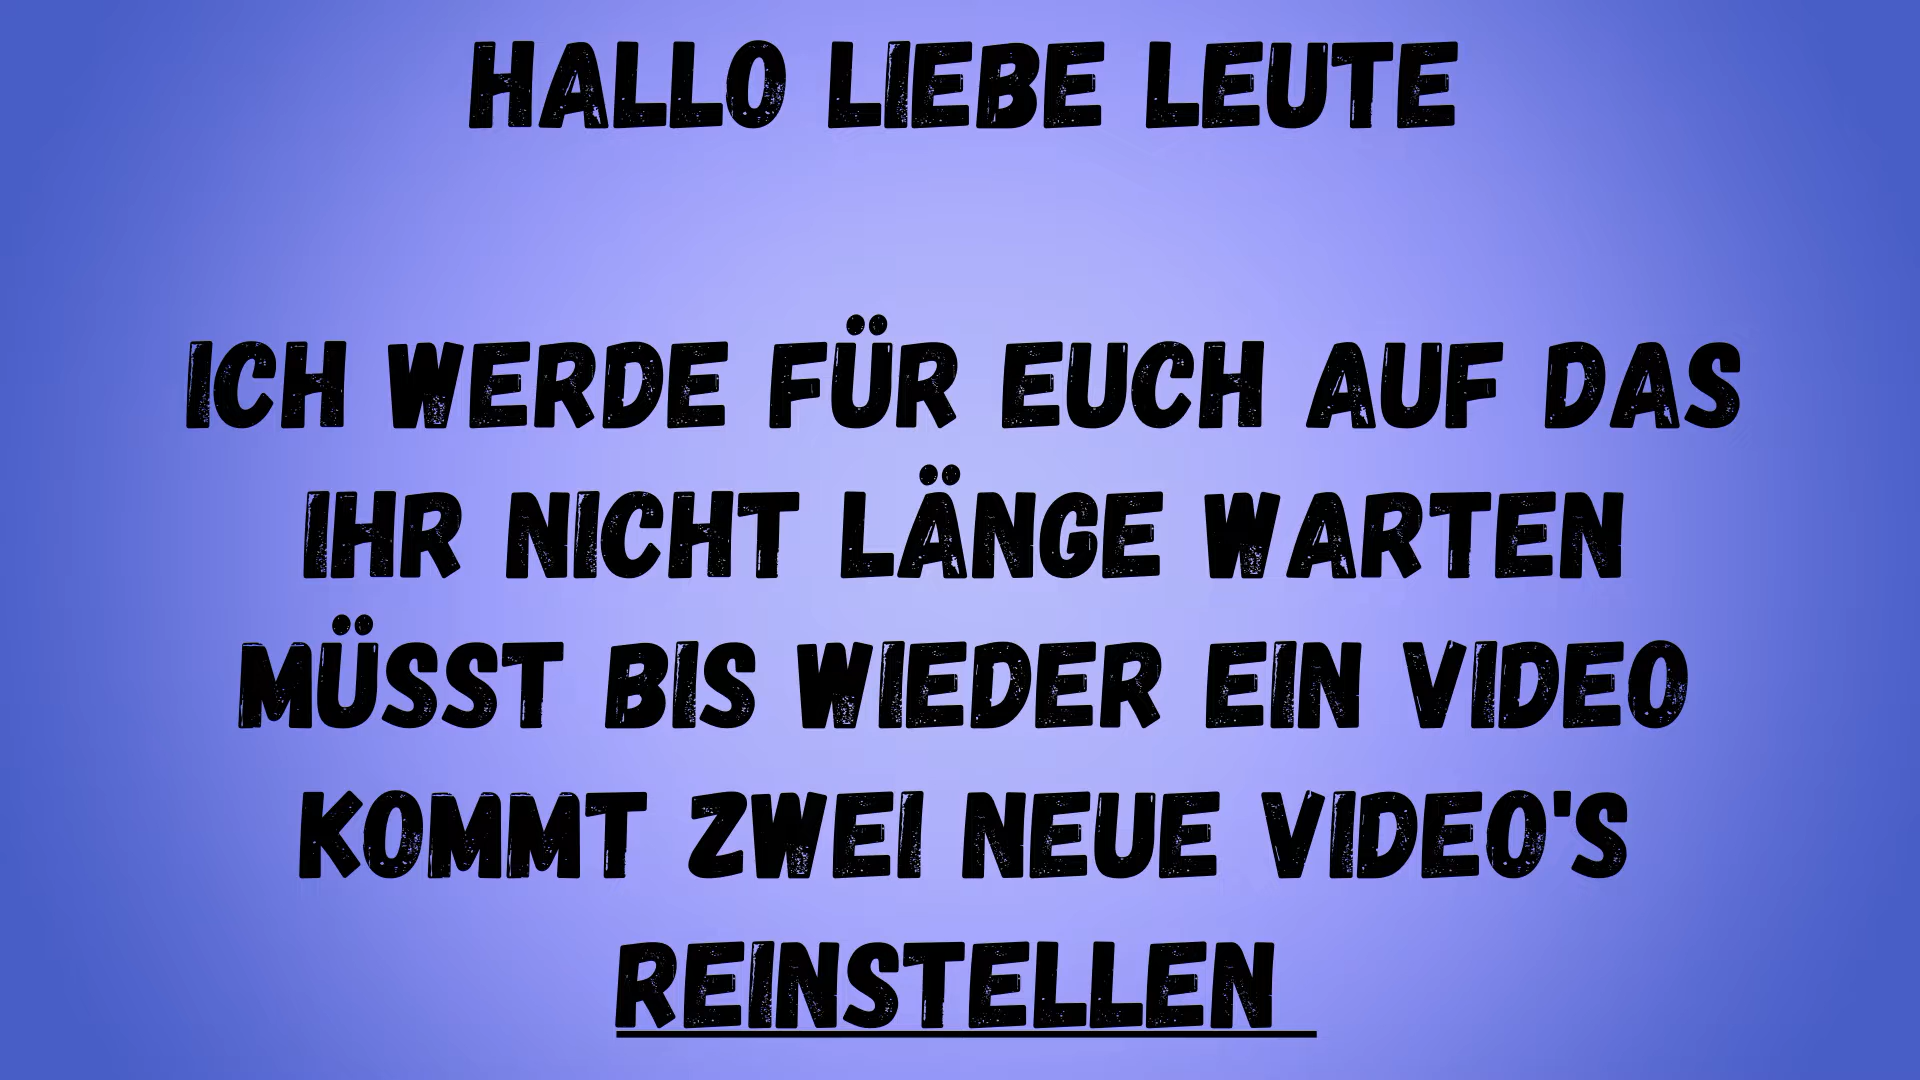 HALLO LIEBE LEUTE
ICH WERDE FÜR EUCH AUF DAS
IHR NICHT LÄNGE WARTEN
MÜSST BIS WIEDER EIN VIDEO
KOMMT ZWEI NEUE VIDEO'S
REINSTELLEN